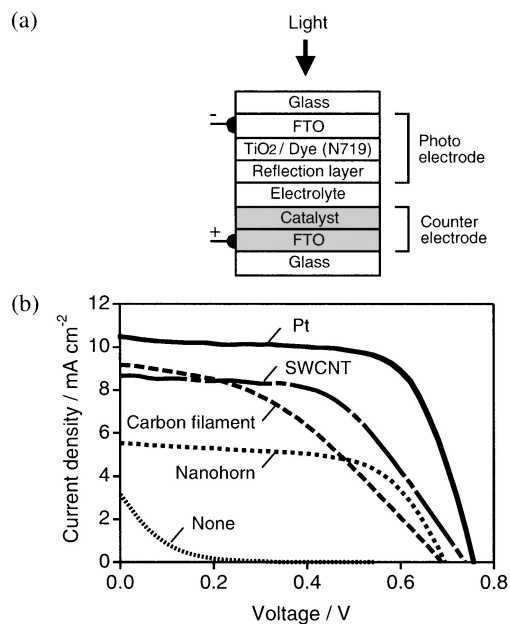 (a)
Light
Glass
FTO
TiO2 / Dye (N719)
Reflection layer
Electrolyte
Catalyst
FTO
Glass
-
+
Photo
electrode
Counter
electrode
(b)
Current density / mA cm-2
12
10
8
6
4
2
0
Pt
SWCNT
Carbon filament
Nanohorn
None
0.0
0.2
0.4
0.6
0.8
Voltage / V